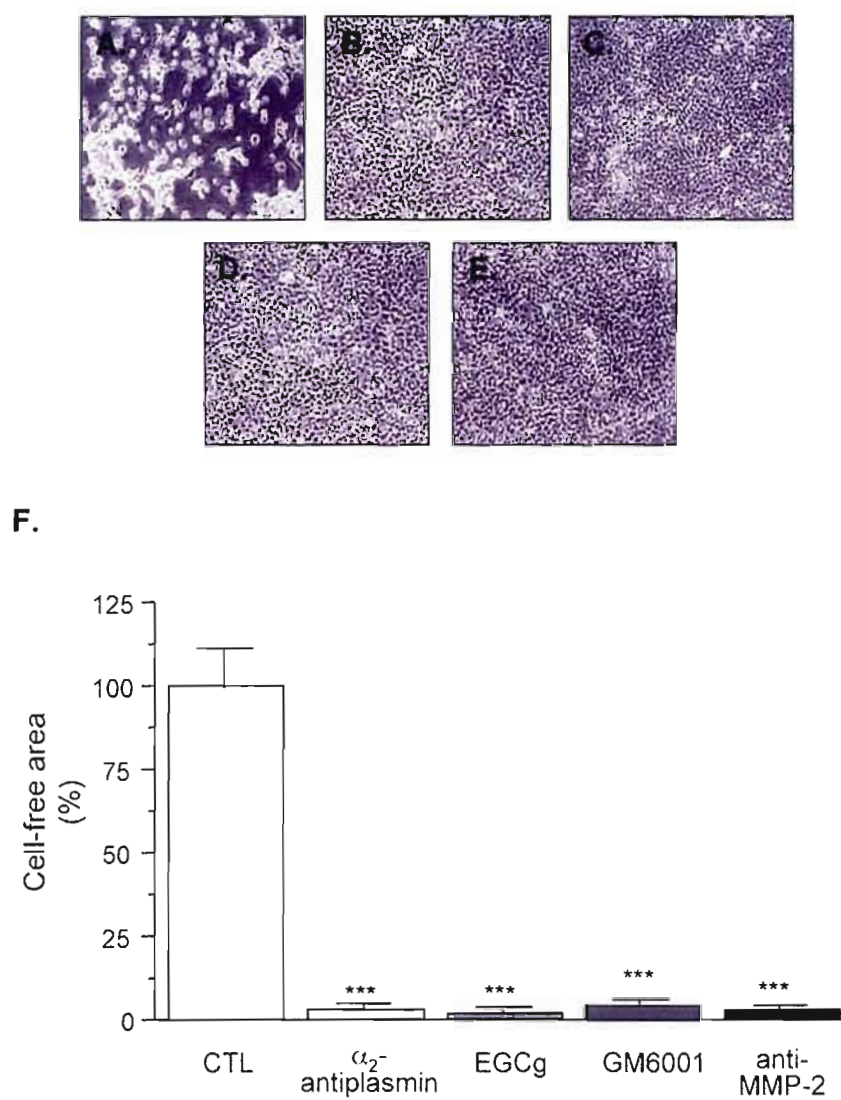 A.
B.
C.
D.
E.
F.
125
100
75
50
25
0
Cell-free area
(%)
***
***
***
***
CTL
α₂-
antiplasmin
EGCg
GM6001
anti-
MMP-2